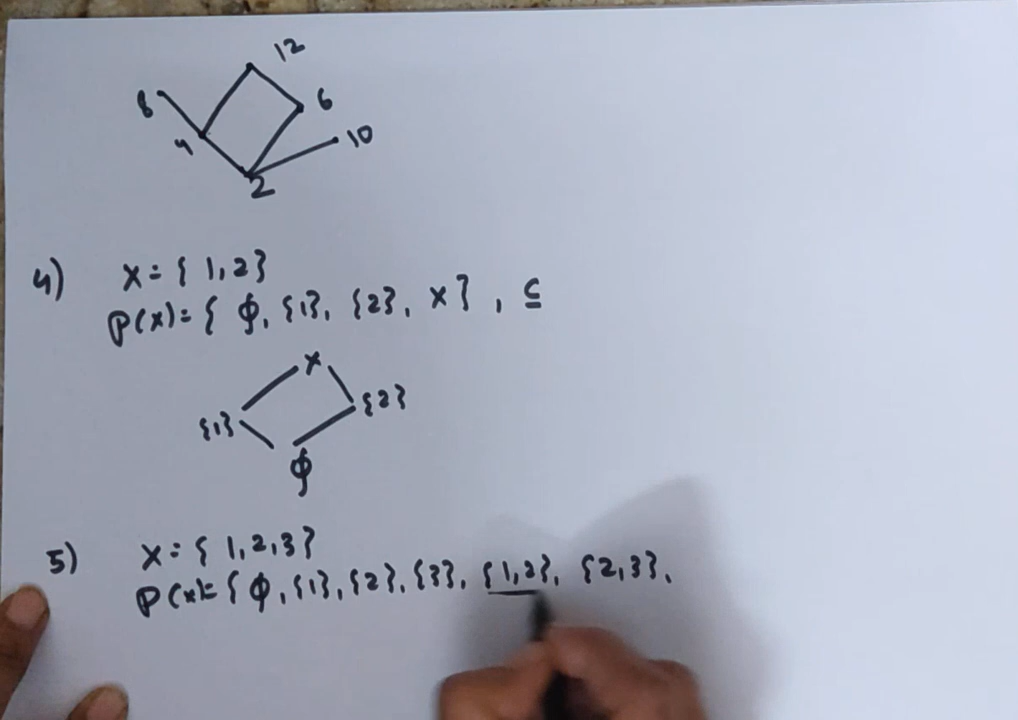 12
8
6
4
10
2
4) X = { 1,2}
P(X) = { ϕ, {1}, {2}, X} , ⊆
X
{1} {2}
ϕ
5) X = { 1,2,3}
P(X) = { ϕ, {1}, {2}, {3}, {1,2}, {2,3},